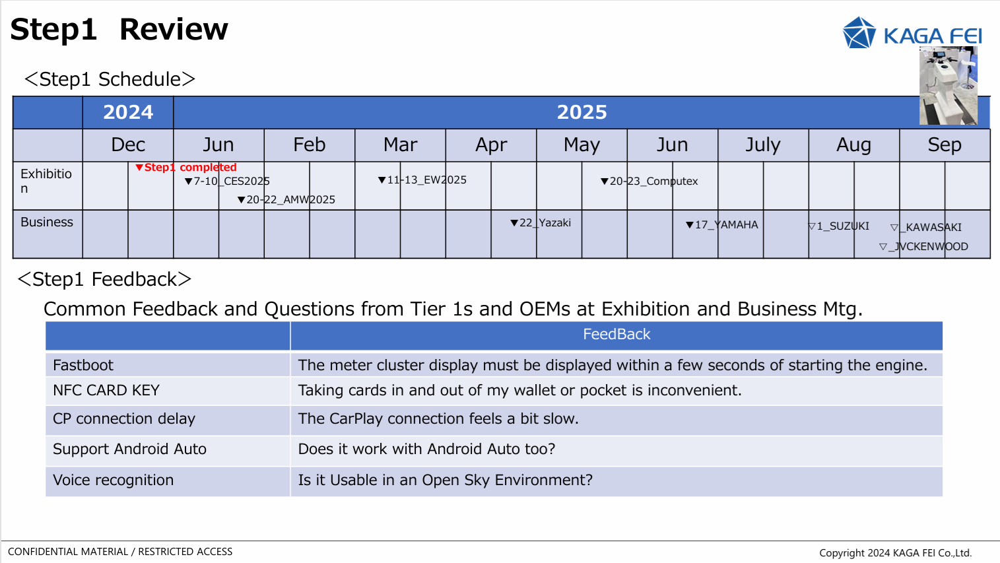 Step1 Review
KAGA FEI
＜Step1 Schedule＞
2024 2025
Dec Jun Feb Mar Apr May Jun July Aug Sep
Exhibitio
n
▼Step1 completed
▼7-10_CES2025
▼11-13_EW2025
▼20-23_Computex
▼20-22_AMW2025
Business
▼22_Yazaki
▼17_YAMAHA
▽1_SUZUKI
▽_KAWASAKI
▽_JVCKENWOOD
＜Step1 Feedback＞
Common Feedback and Questions from Tier 1s and OEMs at Exhibition and Business Mtg.
FeedBack
Fastboot The meter cluster display must be displayed within a few seconds of starting the engine.
NFC CARD KEY Taking cards in and out of my wallet or pocket is inconvenient.
CP connection delay The CarPlay connection feels a bit slow.
Support Android Auto Does it work with Android Auto too?
Voice recognition Is it Usable in an Open Sky Environment?
CONFIDENTIAL MATERIAL / RESTRICTED ACCESS
Copyright 2024 KAGA FEI Co.,Ltd.